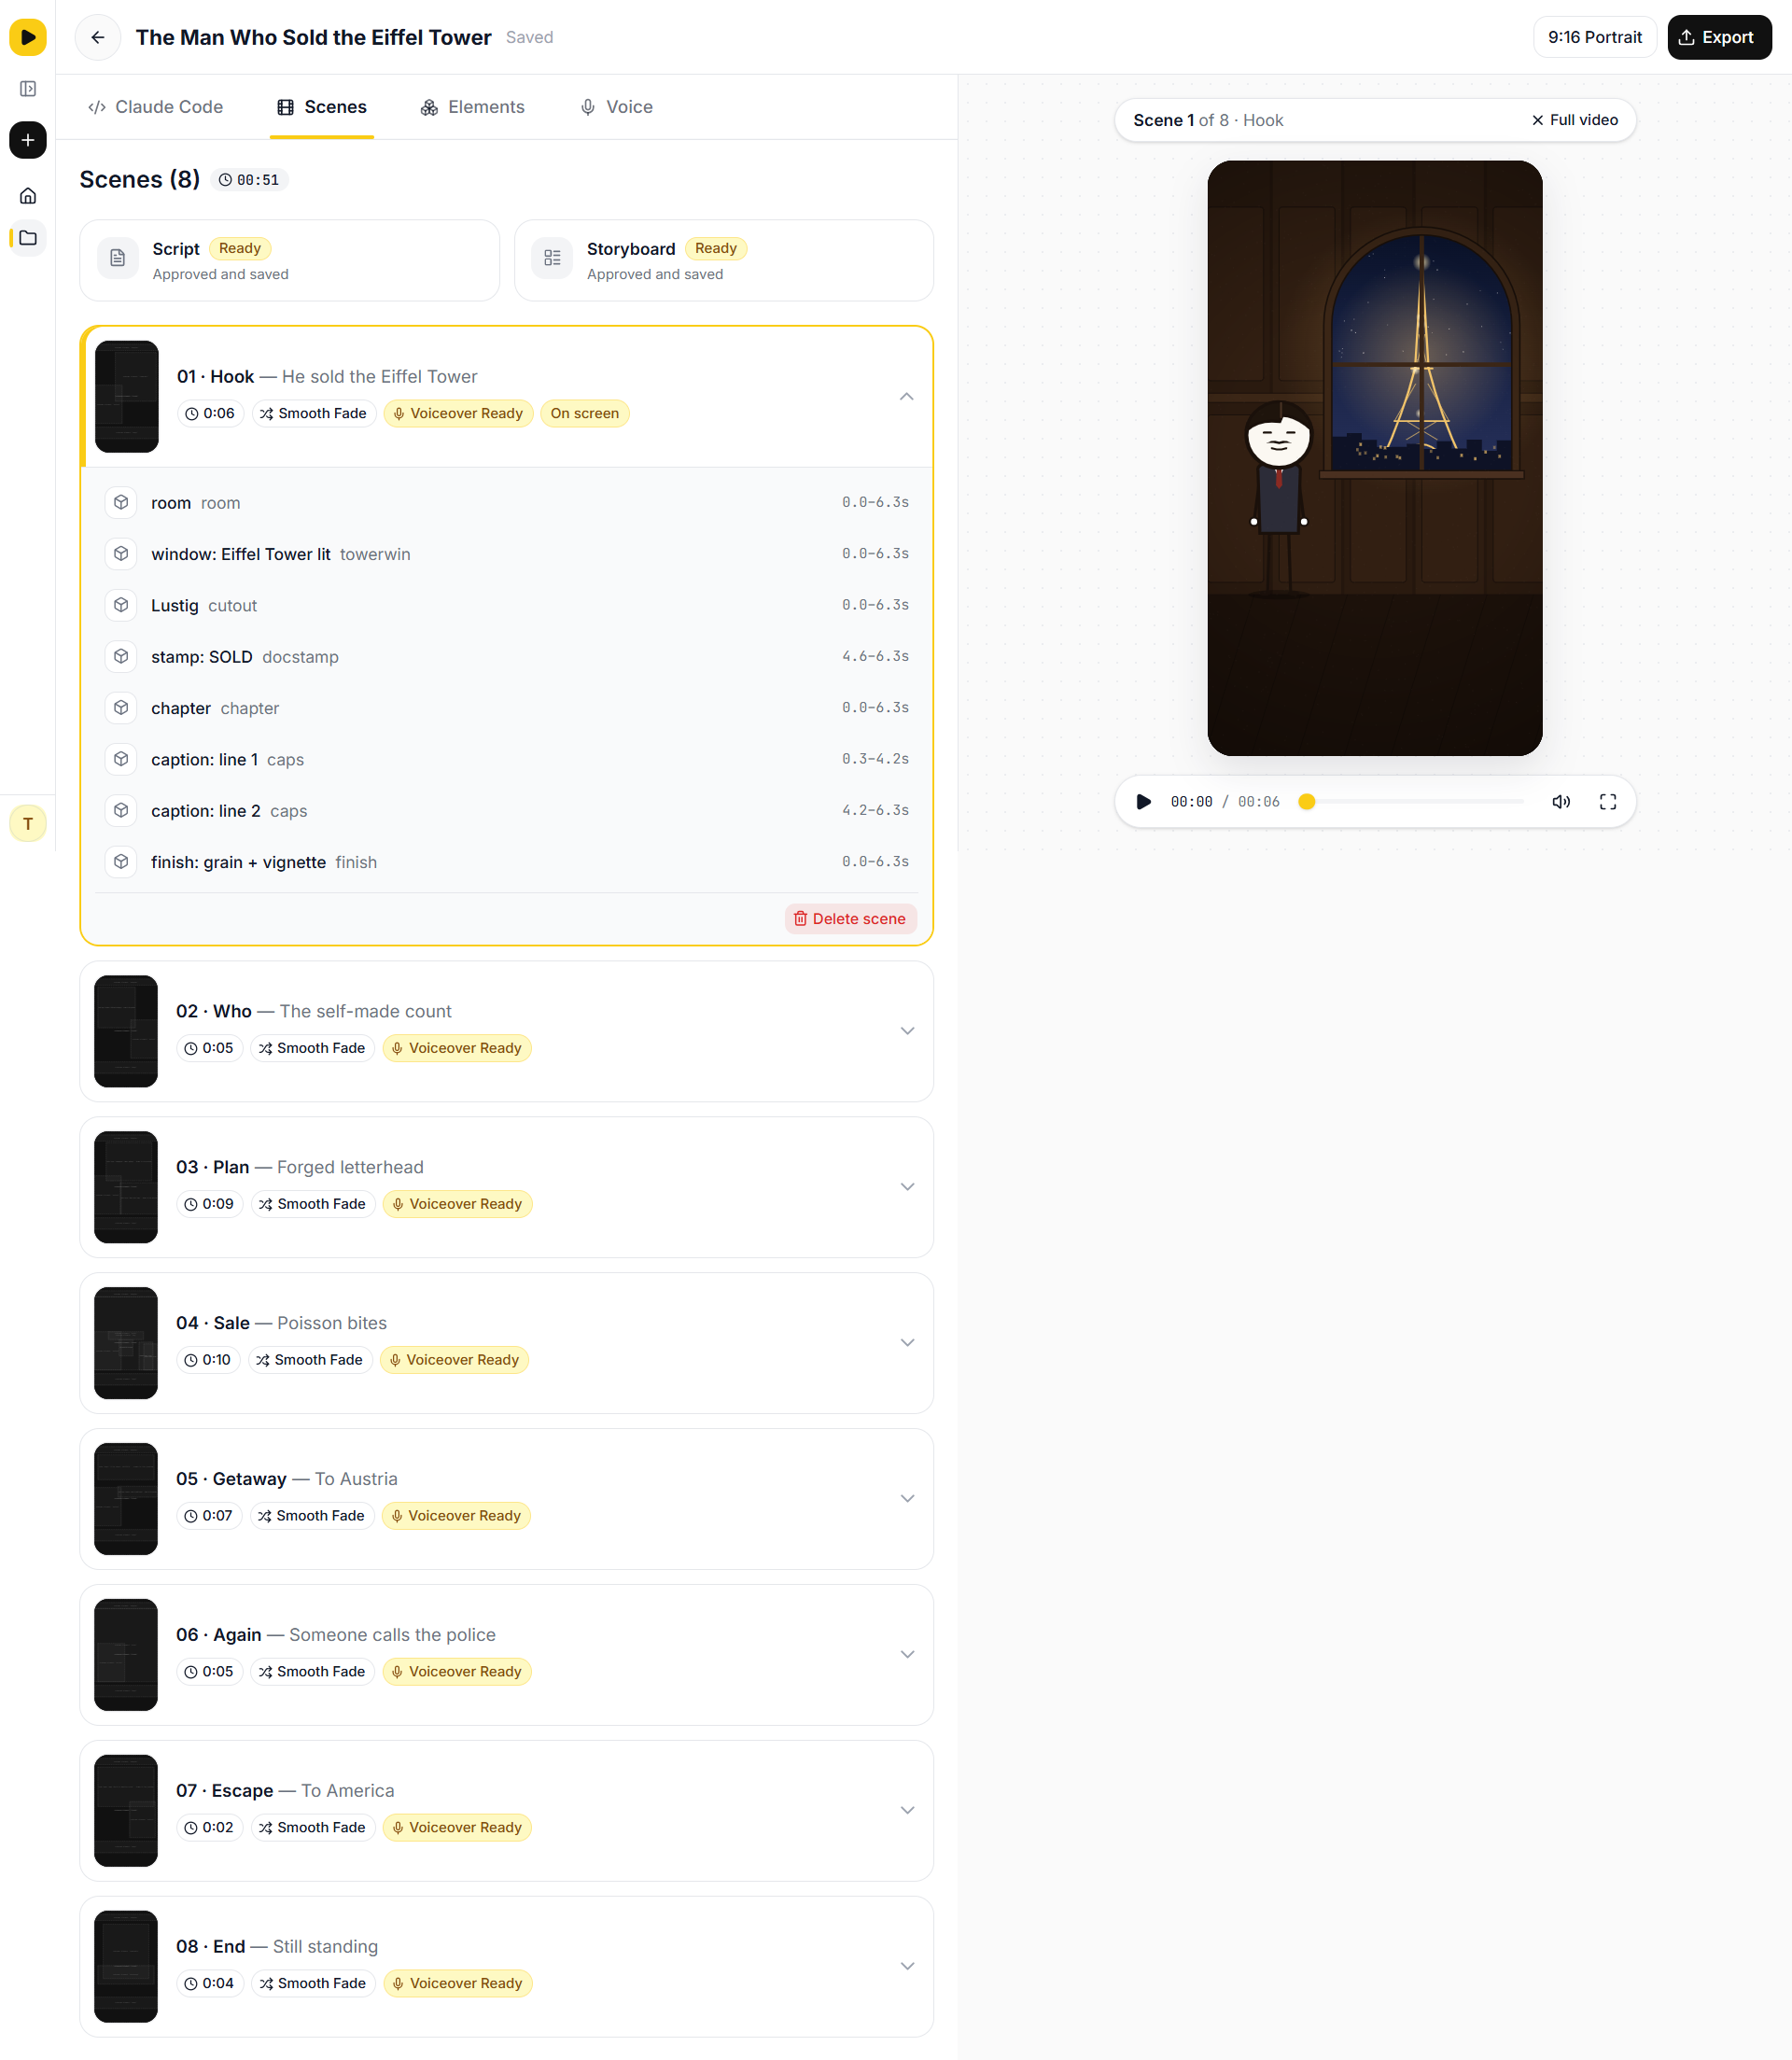 The Man Who Sold the Eiffel Tower Saved
9:16 Portrait
Export
Claude Code
Scenes
Elements
Voice
Scenes (8) 00:51
Script Ready
Approved and saved
Storyboard Ready
Approved and saved
01 · Hook — He sold the Eiffel Tower
0:06 Smooth Fade Voiceover Ready On screen
room room 0.0–6.3s
window: Eiffel Tower lit towerwin 0.0–6.3s
Lustig cutout 0.0–6.3s
stamp: SOLD docstamp 4.6–6.3s
chapter chapter 0.0–6.3s
caption: line 1 caps 0.3–4.2s
caption: line 2 caps 4.2–6.3s
finish: grain + vignette finish 0.0–6.3s
Delete scene
02 · Who — The self-made count
0:05 Smooth Fade Voiceover Ready
03 · Plan — Forged letterhead
0:09 Smooth Fade Voiceover Ready
04 · Sale — Poisson bites
0:10 Smooth Fade Voiceover Ready
05 · Getaway — To Austria
0:07 Smooth Fade Voiceover Ready
06 · Again — Someone calls the police
0:05 Smooth Fade Voiceover Ready
07 · Escape — To America
0:02 Smooth Fade Voiceover Ready
08 · End — Still standing
0:04 Smooth Fade Voiceover Ready
Scene 1 of 8 · Hook
Full video
00:00 / 00:06
T